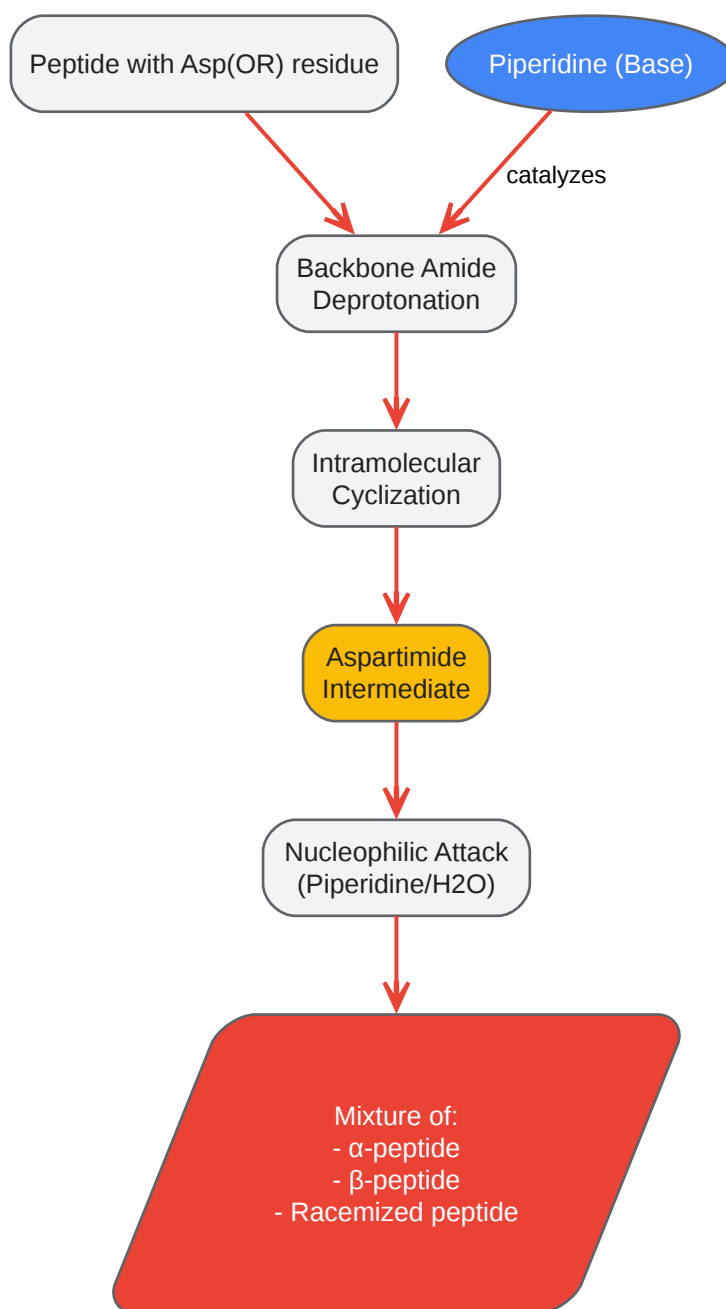 Peptide with Asp(OR) residue
Piperidine (Base)
catalyzes
Backbone Amide
Deprotonation
Intramolecular
Cyclization
Aspartimide
Intermediate
Nucleophilic Attack
(Piperidine/H2O)
Mixture of:
- α-peptide
- β-peptide
- Racemized peptide